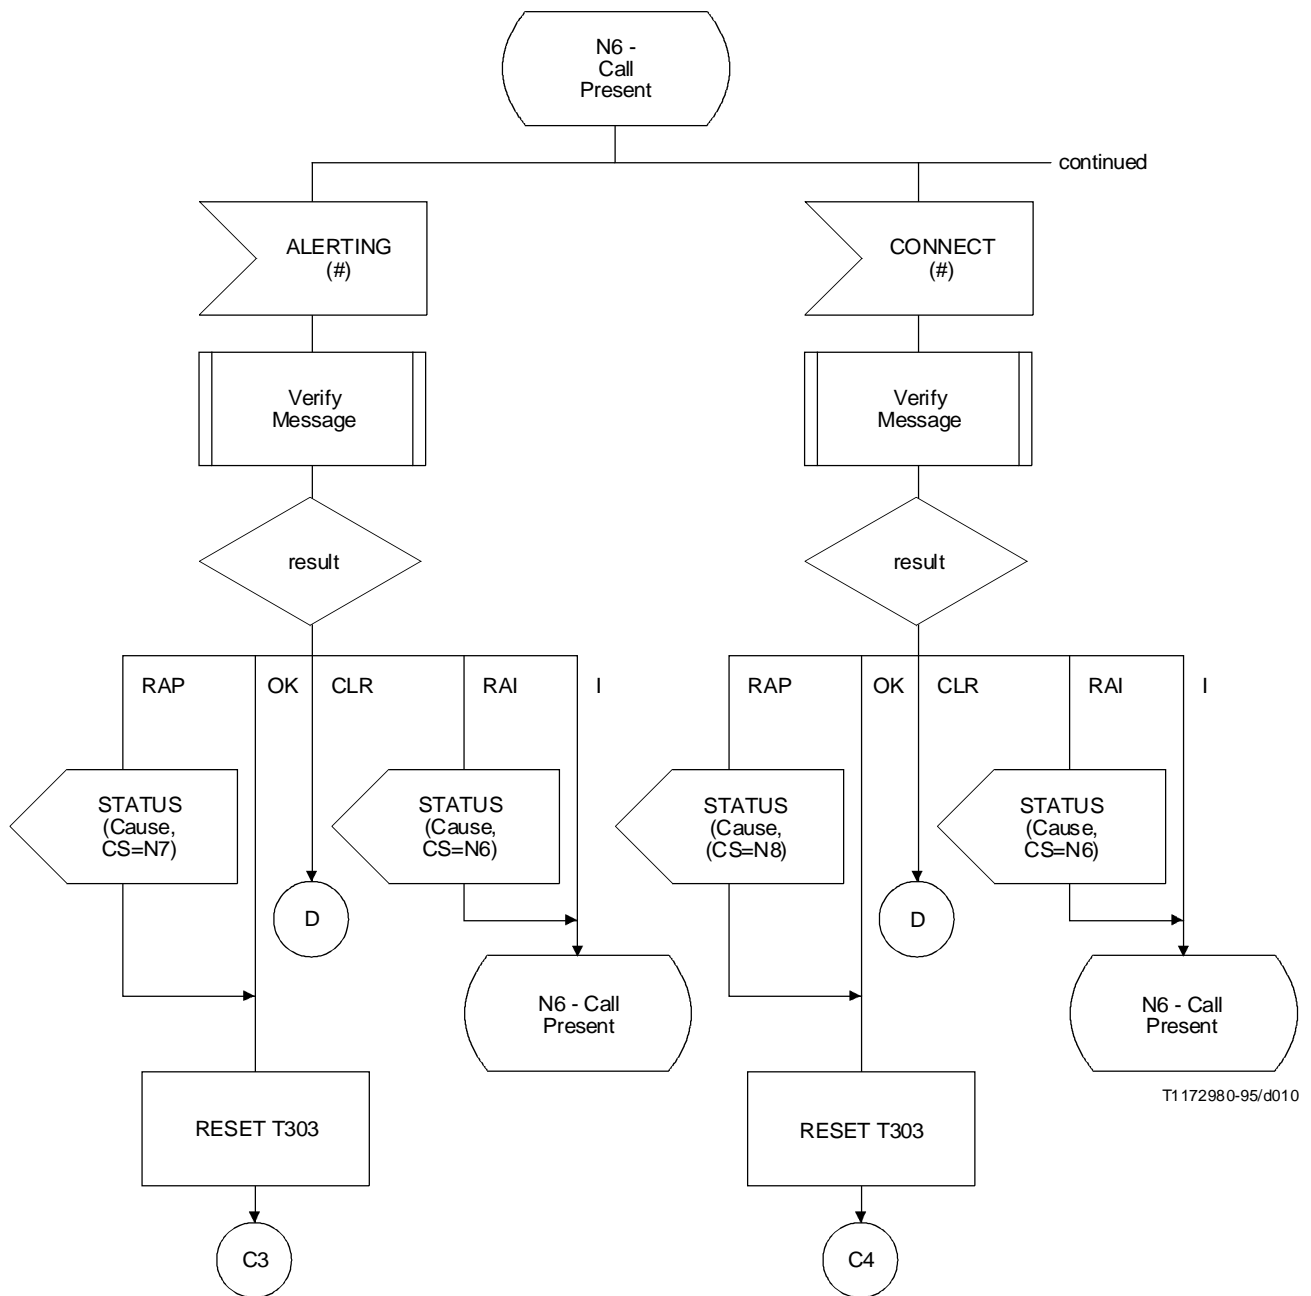 N6 -
Call
Present
continued
ALERTING
(#)
CONNECT
(#)
Verify
Message
Verify
Message
result
result
RAP
OK
CLR
RAI
I
RAP
OK
CLR
RAI
I
STATUS
(Cause,
CS=N7)
STATUS
(Cause,
CS=N6)
STATUS
(Cause,
(CS=N8)
STATUS
(Cause,
CS=N6)
D
D
N6 - Call
Present
N6 - Call
Present
T1172980-95/d010
RESET T303
RESET T303
C3
C4